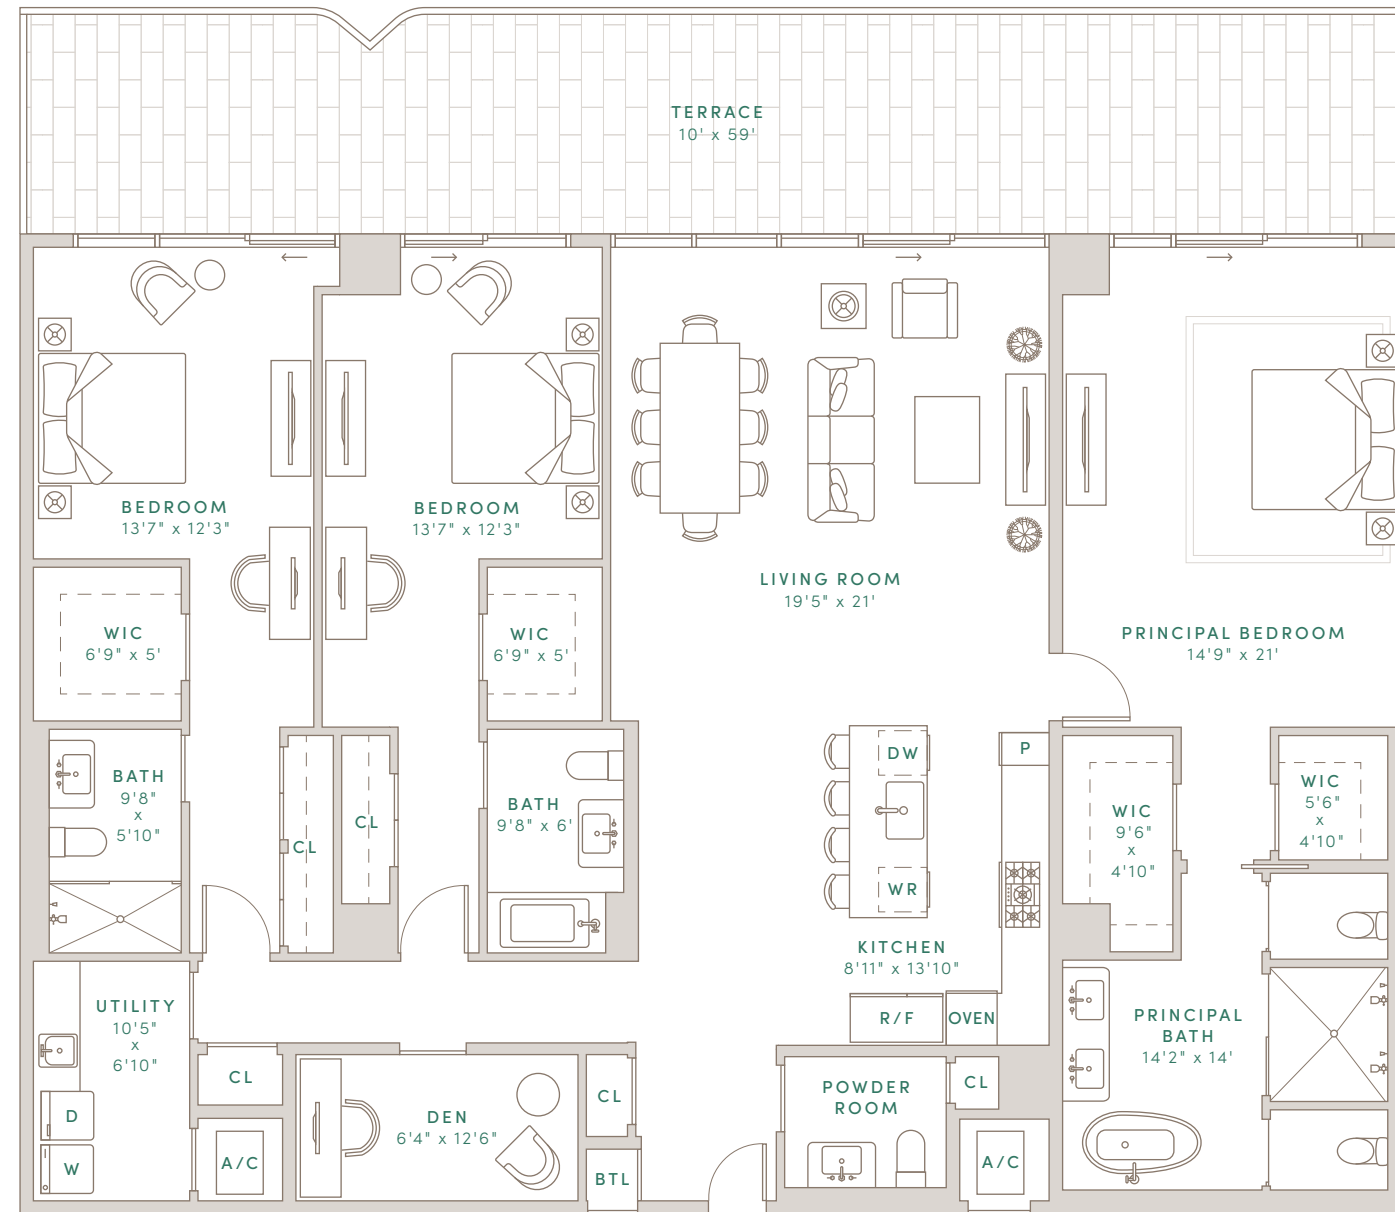 TERRACE
10' x 59'
BEDROOM
13'7" x 12'3"
BEDROOM
13'7" x 12'3"
LIVING ROOM
19'5" x 21'
PRINCIPAL BEDROOM
14'9" x 21'
WIC
6'9" x 5'
WIC
6'9" x 5'
BATH
9'8"
x
5'10"
CL
CL
BATH
9'8" x 6'
DW
P
WR
WIC
9'6"
x
4'10"
WIC
5'6"
x
4'10"
KITCHEN
8'11" x 13'10"
R/F
OVEN
UTILITY
10'5"
x
6'10"
PRINCIPAL
BATH
14'2" x 14'
CL
D
W
A/C
DEN
6'4" x 12'6"
CL
BTL
POWDER
ROOM
CL
A/C